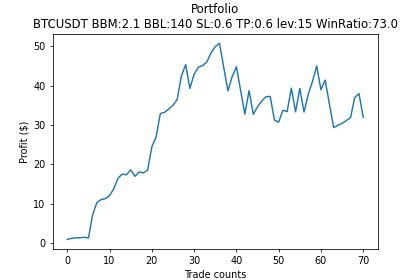 Portfolio
BTCUSDT BBM:2.1 BBL:140 SL:0.6 TP:0.6 lev:15 WinRatio:73.0
50
40
30
20
10
0
Profit ($)
0 10 20 30 40 50 60 70
Trade counts